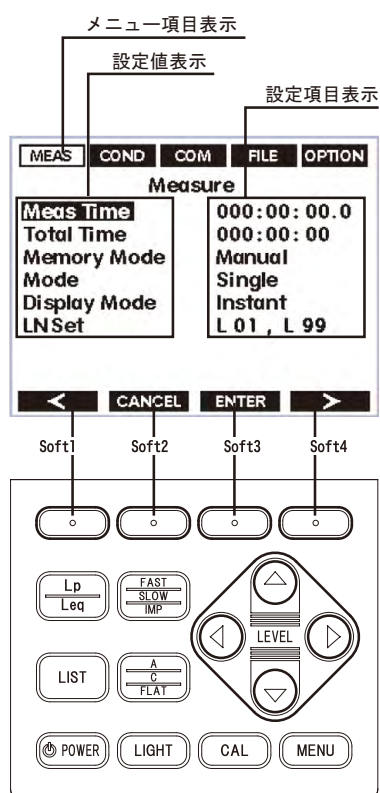 メニュー項目表示
設定値表示
設定項目表示
MEAS COND COM FILE OPTION
Measure
Meas Time 000:00:00.0
Total Time 000:00:00
Memory Mode Manual
Mode Single
Display Mode Instant
LNSet L 01 , L 99
< CANCEL ENTER >
Soft1 Soft2 Soft3 Soft4
Lp
Leq
FAST
SLOW
IMP
LEVEL
LIST
A
C
FLAT
POWER LIGHT CAL MENU